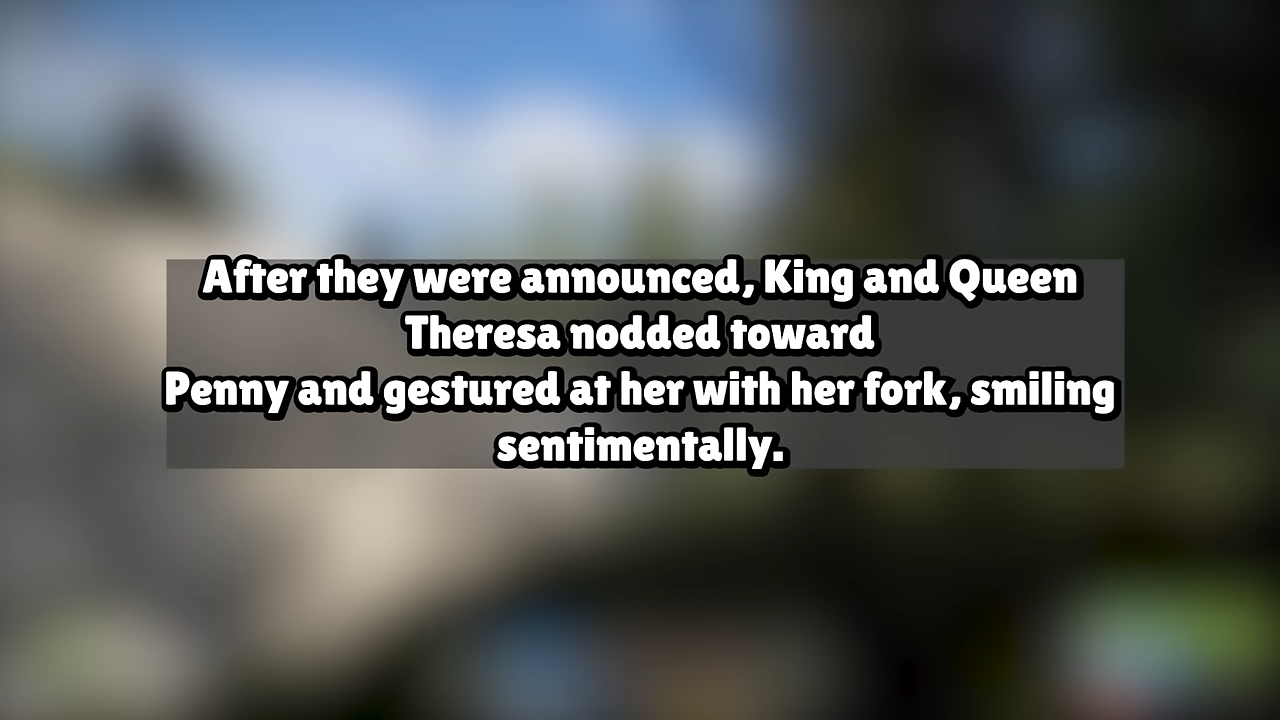 After they were announced, King and Queen
Theresa nodded toward
Penny and gestured at her with her fork, smiling
sentimentally.